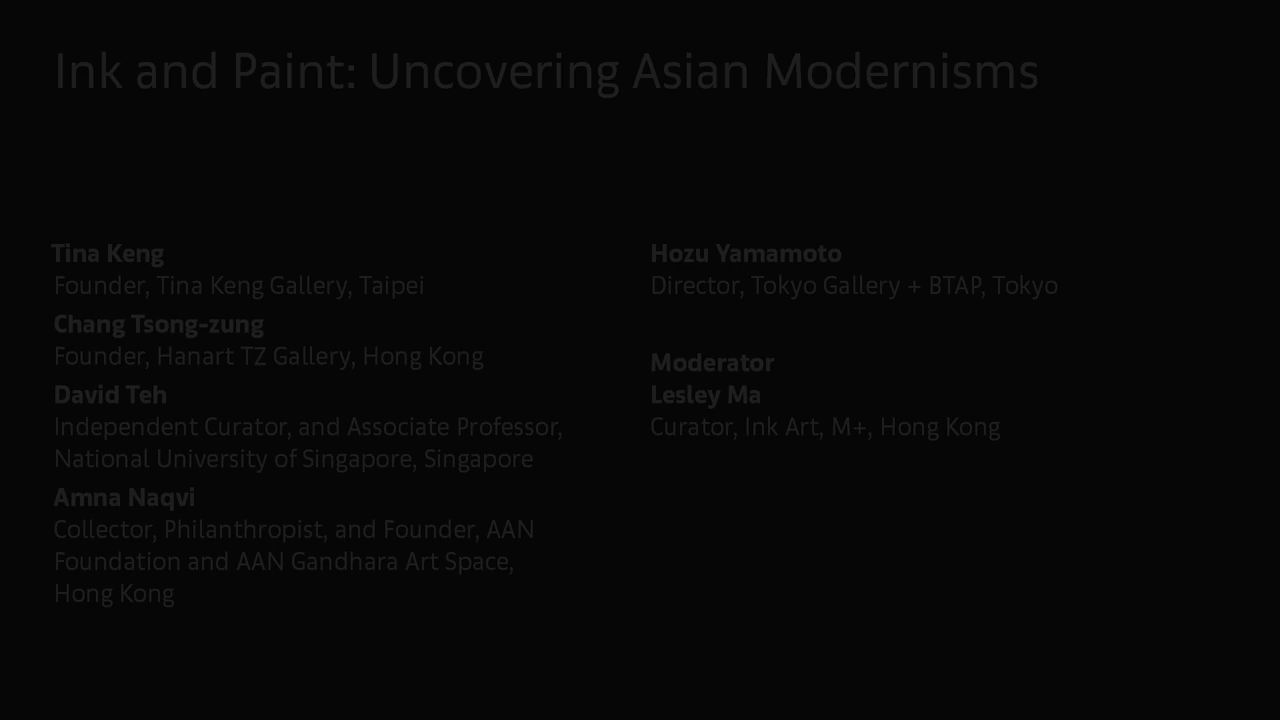 Ink and Paint: Uncovering Asian Modernisms
Tina Keng
Founder, Tina Keng Gallery, Taipei
Chang Tsong-zung
Founder, Hanart TZ Gallery, Hong Kong
David Teh
Independent Curator, and Associate Professor,
National University of Singapore, Singapore
Amna Naqvi
Collector, Philanthropist, and Founder, AAN
Foundation and AAN Gandhara Art Space,
Hong Kong
Hozu Yamamoto
Director, Tokyo Gallery + BTAP, Tokyo
Moderator
Lesley Ma
Curator, Ink Art, M+, Hong Kong